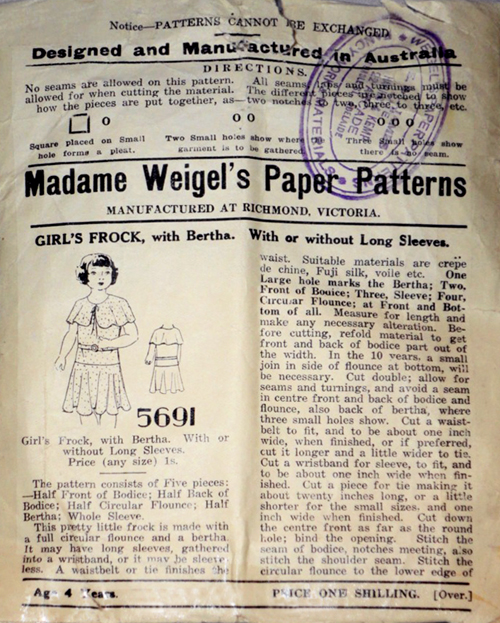 Notice—PATTERNS CANNOT BE EXCHANGED
Designed and Manufactured in Australia
DIRECTIONS.
No seams are allowed on this pattern.
allowed for when cutting the material.
how the pieces are put together, as—
All seams, laps and turnings must be
The different pieces are notched to show
two notches to two, three to three, etc.
O
O O
O O O
Square placed on Small
hole forms a pleat.
Two Small holes show where
garment is to be gathered.
Three Small holes show
there is no seam.
Madame Weigel's Paper Patterns
MANUFACTURED AT RICHMOND, VICTORIA.
GIRL'S FROCK, with Bertha. With or without Long Sleeves.
5691
Girl's Frock, with Bertha. With or
without Long Sleeves.
Price (any size) 1s.
The pattern consists of Five pieces:
—Half Front of Bodice; Half Back of
Bodice; Half Circular Flounce; Half
Bertha; Whole Sleeve.
This pretty little frock is made with
a full circular flounce and a bertha.
It may have long sleeves, gathered
into a wristband, or it may be sleeve-
less. A waistbelt or tie finishes the
waist. Suitable materials are crepe
de chine, Fuji silk, voile etc. One
Large hole marks the Bertha; Two,
Front of Bodice; Three, Sleeve; Four,
Circular Flounce; at Front and Bot-
tom of all. Measure for length and
make any necessary alteration. Be-
fore cutting, refold material to get
front and back of bodice part out of
the width. In the 10 years, a small
join in side of flounce at bottom, will
be necessary. Cut double; allow for
seams and turnings, and avoid a seam
in centre front and back of bodice and
flounce, also back of bertha, where
three small holes show. Cut a waist-
belt to fit, and to be about one inch
wide, when finished, or if preferred,
cut it longer and a little wider to tie.
Cut a wristband for sleeve, to fit, and
to be about one inch wide when fin-
ished. Cut a piece for tie making it
about twenty inches long, or a little
shorter for the small sizes, and one
inch wide when finished. Cut down
the centre front as far as the round
hole; bind the opening. Stitch the
seam of bodice, notches meeting, also
stitch the shoulder seam. Stitch the
circular flounce to the lower edge of
Age 4 Years.
PRICE ONE SHILLING. [Over.]